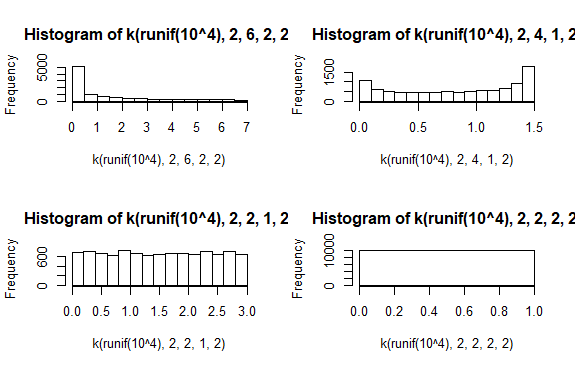 Histogram of k(runif(10^4), 2, 6, 2, 2
Frequency
0 5000
0 1 2 3 4 5 6 7
k(runif(10^4), 2, 6, 2, 2)
Histogram of k(runif(10^4), 2, 4, 1, 2
Frequency
0 1500
0.0 0.5 1.0 1.5
k(runif(10^4), 2, 4, 1, 2)
Histogram of k(runif(10^4), 2, 2, 1, 2
Frequency
0 600
0.0 0.5 1.0 1.5 2.0 2.5 3.0
k(runif(10^4), 2, 2, 1, 2)
Histogram of k(runif(10^4), 2, 2, 2, 2
Frequency
0 10000
0.0 0.2 0.4 0.6 0.8 1.0
k(runif(10^4), 2, 2, 2, 2)